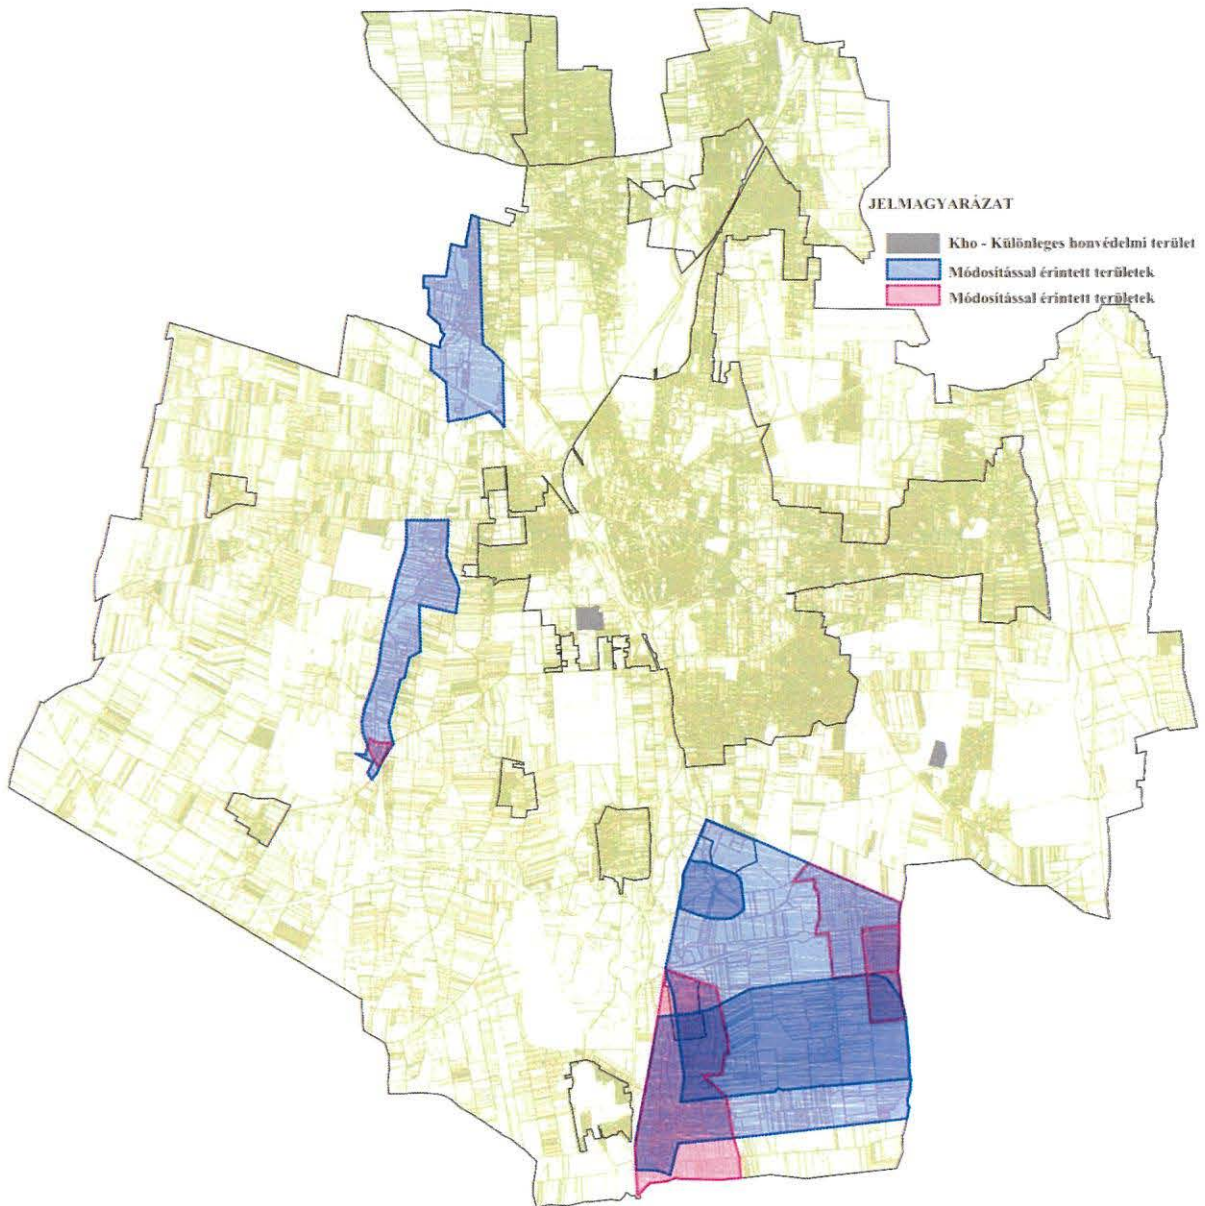 JELMAGYARÁZAT
Kho - Különleges honvédelmi terület
Módosítással érintett területek
Módosítással érintett területek